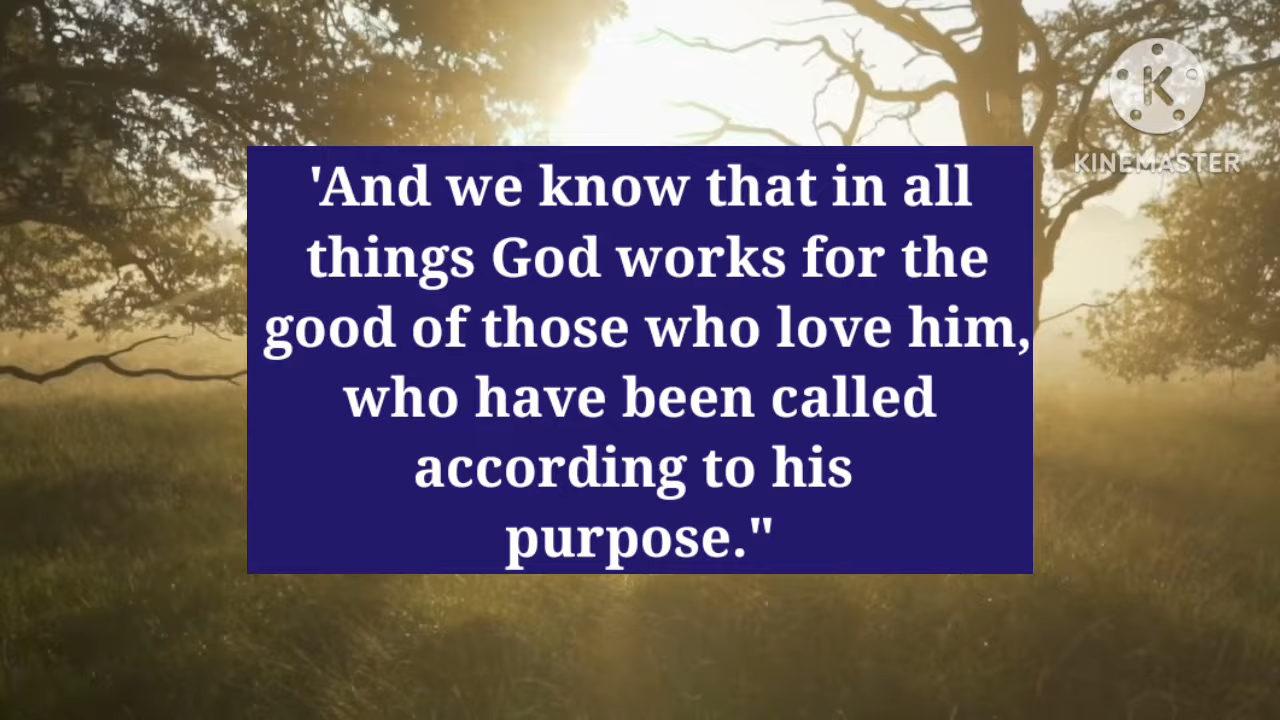 KINEMASTER
'And we know that in all
things God works for the
good of those who love him,
who have been called
according to his
purpose."